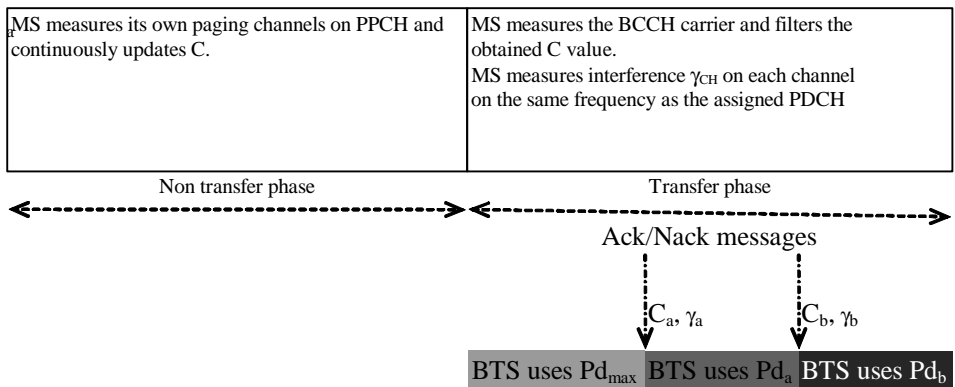 aMS measures its own paging channels on PPCH and
continuously updates C.
MS measures the BCCH carrier and filters the
obtained C value.
MS measures interference γCH on each channel
on the same frequency as the assigned PDCH
Non transfer phase
Transfer phase
Ack/Nack messages
Ca, γa
Cb, γb
BTS uses Pdmax
BTS uses Pda
BTS uses Pdb